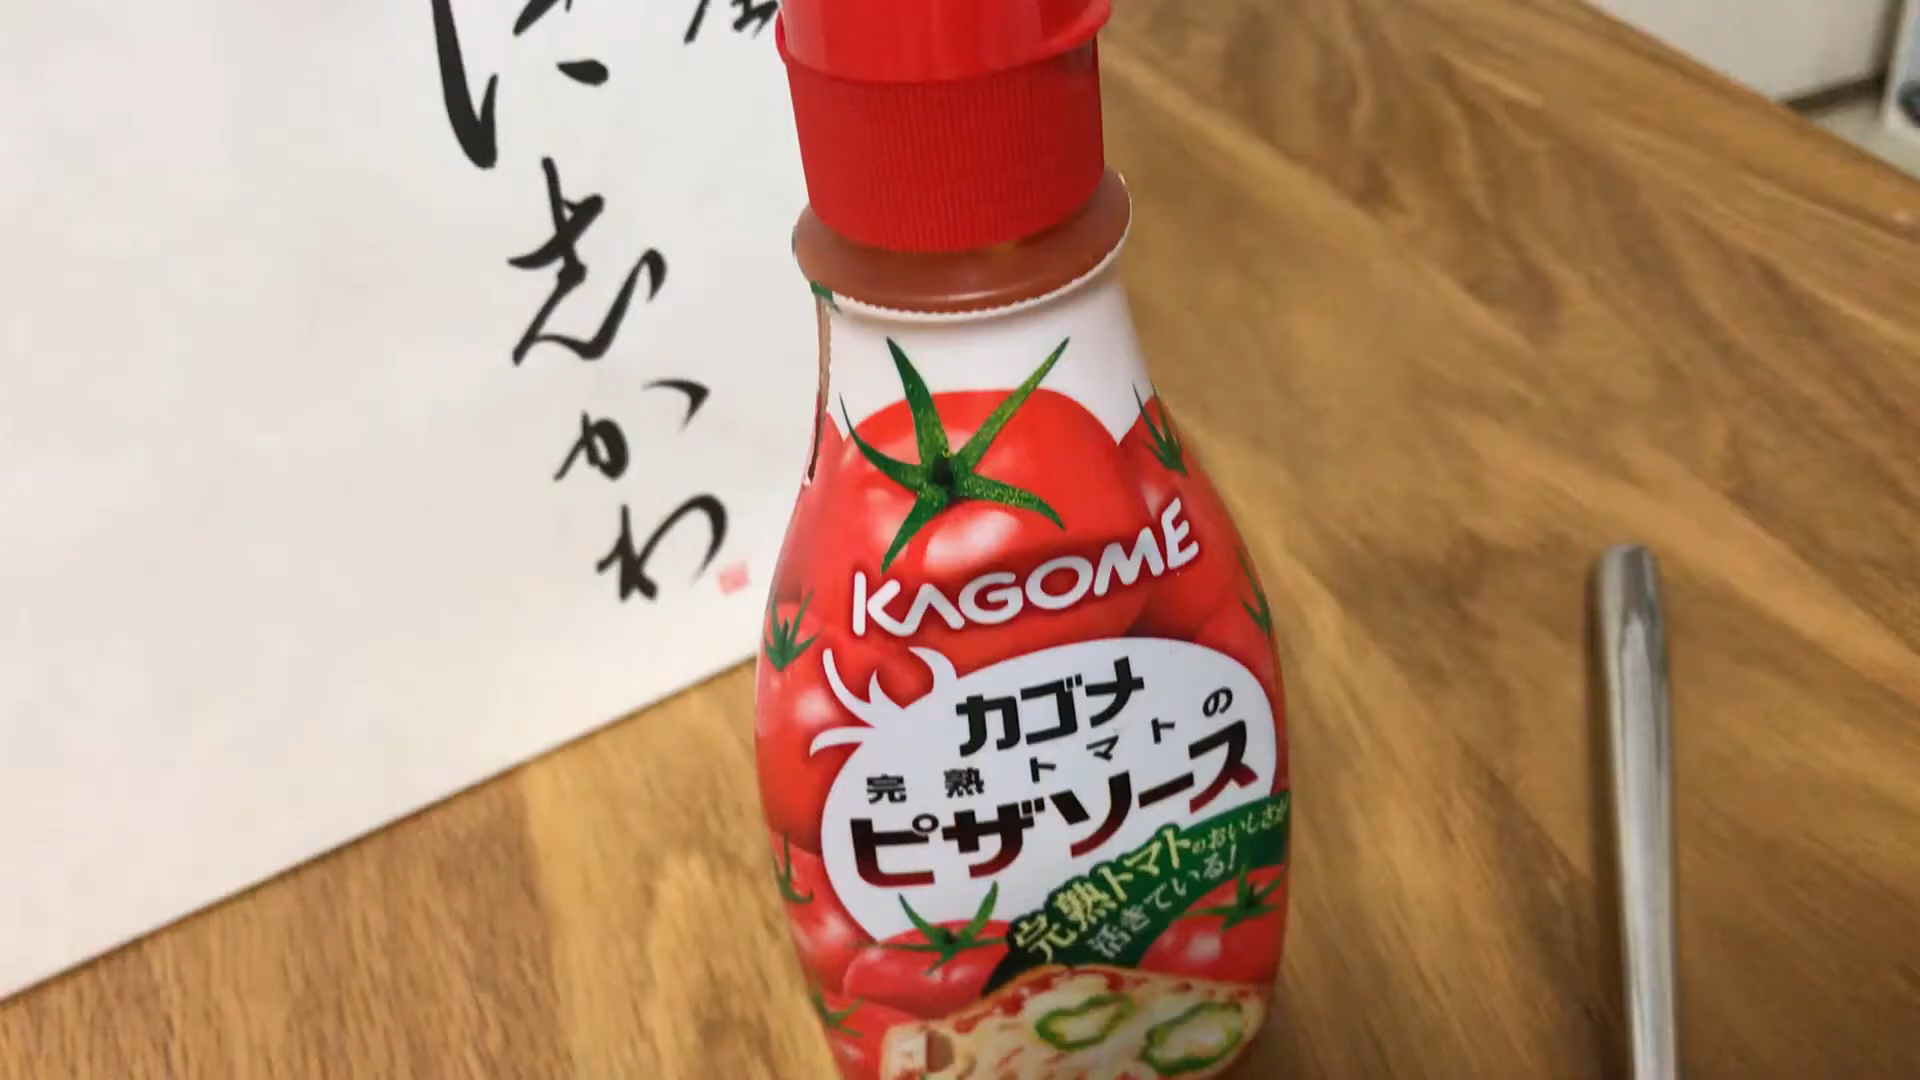 に志かわ
KAGOME
カゴメ
完熟トマトの
ピザソース
完熟トマトのおいしさが
活きている!